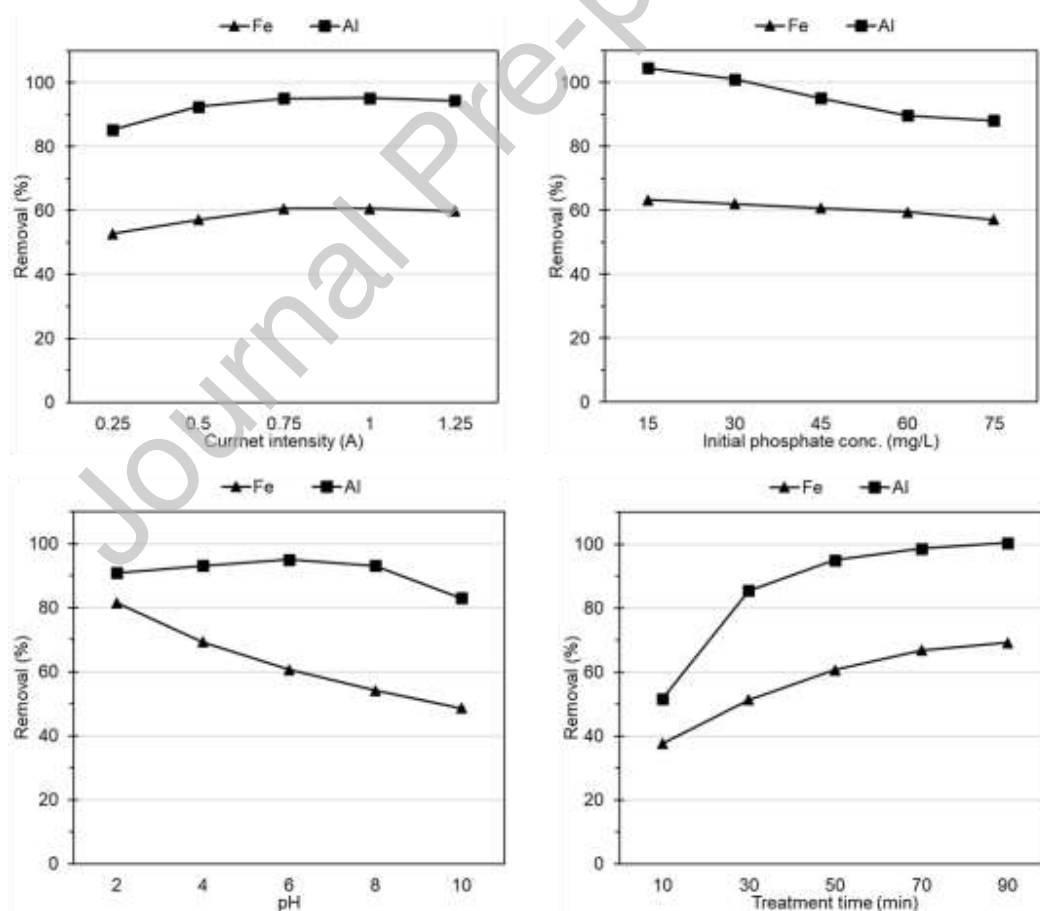 Journal Pre-p
Fe Al
Removal (%)
100
80
60
40
20
0
0.25 0.5 0.75 1 1.25
Currnet intensity (A)
Fe Al
Removal (%)
100
80
60
40
20
0
15 30 45 60 75
Initial phosphate conc. (mg/L)
Fe Al
Removal (%)
100
80
60
40
20
0
2 4 6 8 10
pH
Fe Al
Removal (%)
100
80
60
40
20
0
10 30 50 70 90
Treatment time (min)